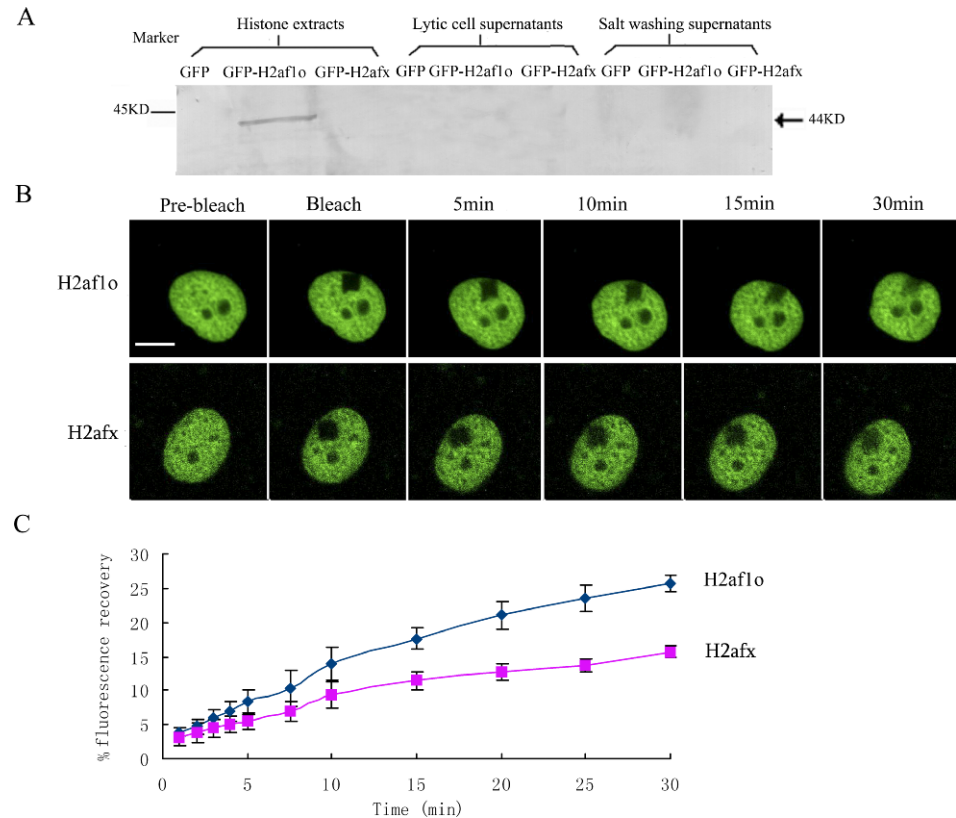 A
Marker
Histone extracts
Lytic cell supernatants
Salt washing supernatants
GFP GFP-H2af1o GFP-H2afx GFP GFP-H2af1o GFP-H2afx GFP GFP-H2af1o GFP-H2afx
45KD
44KD
B
Pre-bleach Bleach 5min 10min 15min 30min
H2af1o
H2afx
C
% fluorescence recovery
30
25
20
15
10
5
0
0 5 10 15 20 25 30
Time (min)
H2af1o
H2afx